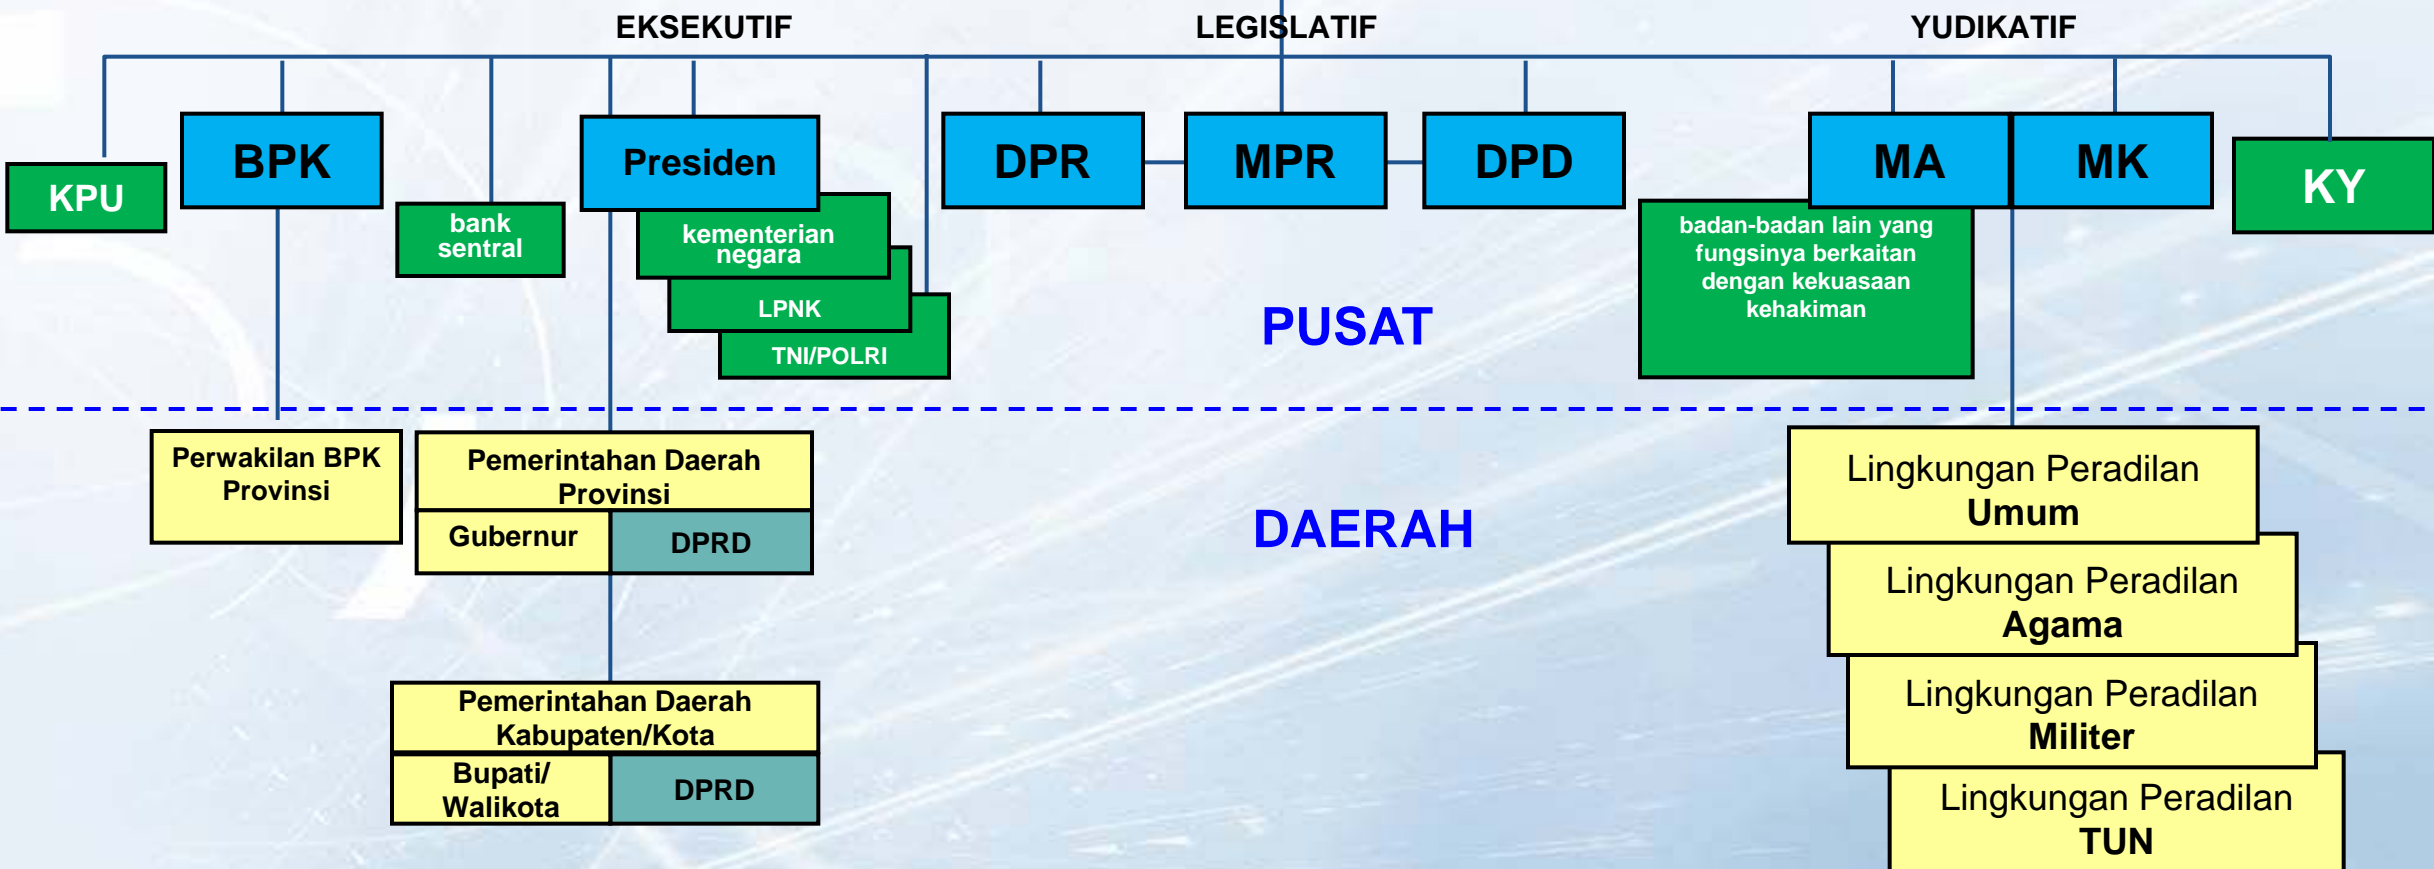 EKSEKUTIF
LEGISLATIF
YUDIKATIF
KPU
BPK
bank
sentral
Presiden
kementerian
negara
LPNK
TNI/POLRI
DPR
MPR
DPD
MA
MK
KY
badan-badan lain yang
fungsinya berkaitan
dengan kekuasaan
kehakiman
PUSAT
DAERAH
Perwakilan BPK
Provinsi
Pemerintahan Daerah
Provinsi
Gubernur
DPRD
Pemerintahan Daerah
Kabupaten/Kota
Bupati/
Walikota
DPRD
Lingkungan Peradilan
Umum
Lingkungan Peradilan
Agama
Lingkungan Peradilan
Militer
Lingkungan Peradilan
TUN